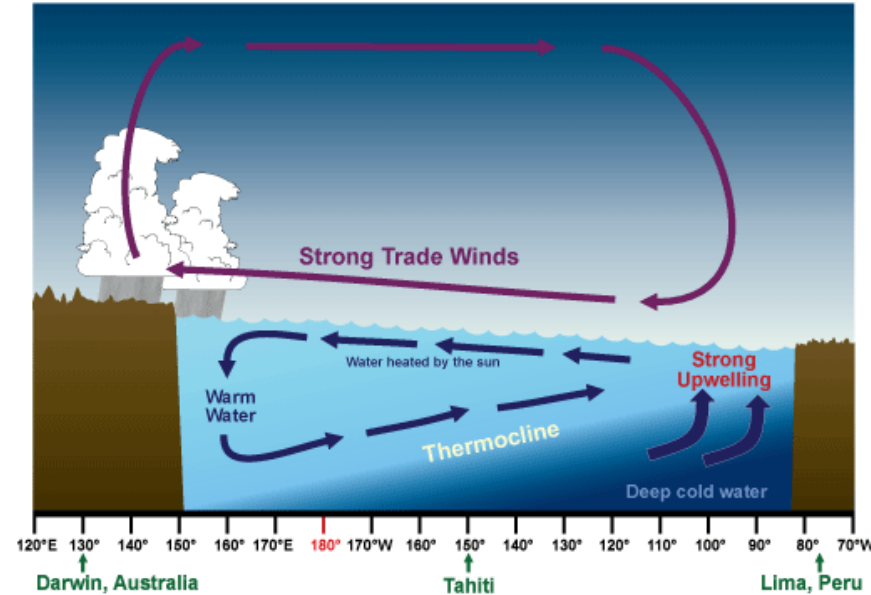 Strong Trade Winds
Water heated by the sun
Strong
Upwelling
Warm
Water
Thermocline
Deep cold water
120°E 130° 140° 150° 160° 170°E 180° 170°W 160° 150° 140° 130° 120° 110° 100° 90° 80° 70°W
Darwin, Australia Tahiti Lima, Peru